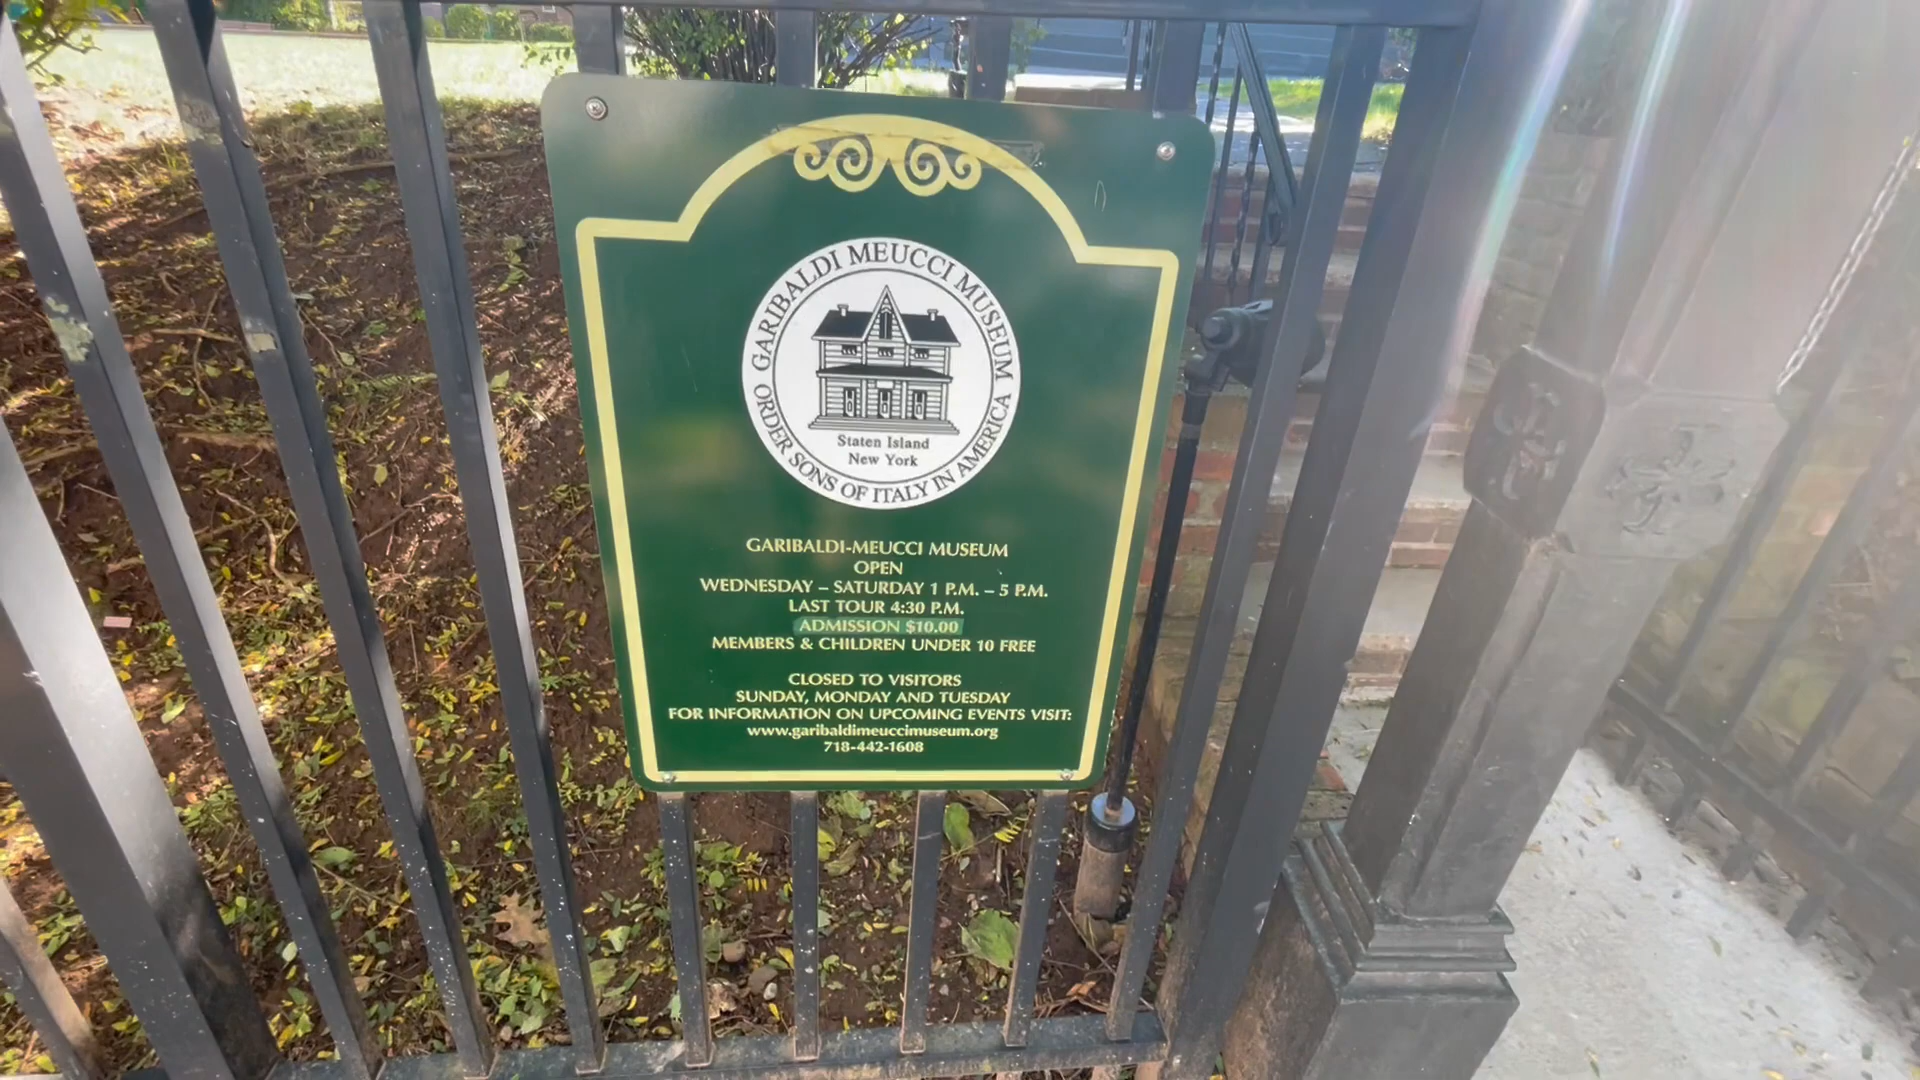 GARIBALDI MEUCCI MUSEUM
ORDER SONS OF ITALY IN AMERICA
Staten Island
New York
GARIBALDI-MEUCCI MUSEUM
OPEN
WEDNESDAY – SATURDAY 1 P.M. – 5 P.M.
LAST TOUR 4:30 P.M.
ADMISSION $10.00
MEMBERS & CHILDREN UNDER 10 FREE
CLOSED TO VISITORS
SUNDAY, MONDAY AND TUESDAY
FOR INFORMATION ON UPCOMING EVENTS VISIT:
www.garibaldimeuccimuseum.org
718-442-1608